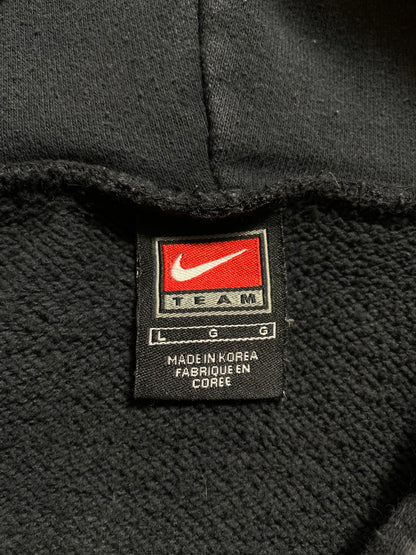 TEAM
L G G
MADE IN KOREA
FABRIQUE EN
COREE